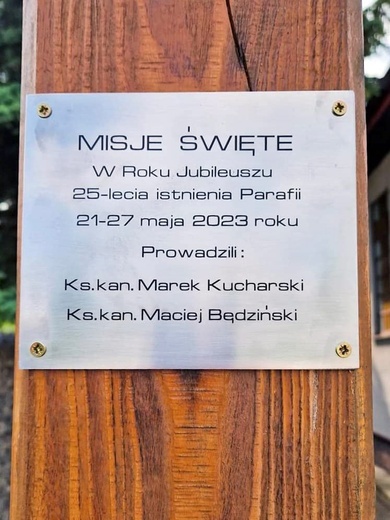 MISJE ŚWIĘTE
W Roku Jubileuszu
25-lecia istnienia Parafii
21-27 maja 2023 roku
Prowadzili:
Ks.kan. Marek Kucharski
Ks.kan. Maciej Będziński